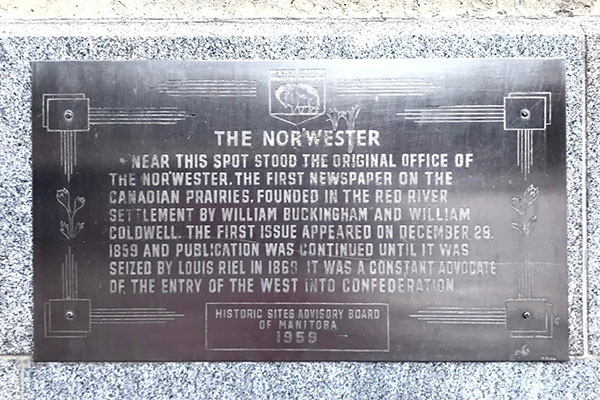 THE NOR'WESTER
NEAR THIS SPOT STOOD THE ORIGINAL OFFICE OF
THE NOR'WESTER, THE FIRST NEWSPAPER ON THE
CANADIAN PRAIRIES. FOUNDED IN THE RED RIVER
SETTLEMENT BY WILLIAM BUCKINGHAM AND WILLIAM
COLDWELL. THE FIRST ISSUE APPEARED ON DECEMBER 29,
1859 AND PUBLICATION WAS CONTINUED UNTIL IT WAS
SEIZED BY LOUIS RIEL IN 1869. IT WAS A CONSTANT ADVOCATE
OF THE ENTRY OF THE WEST INTO CONFEDERATION.
HISTORIC SITES ADVISORY BOARD
OF MANITOBA
1959